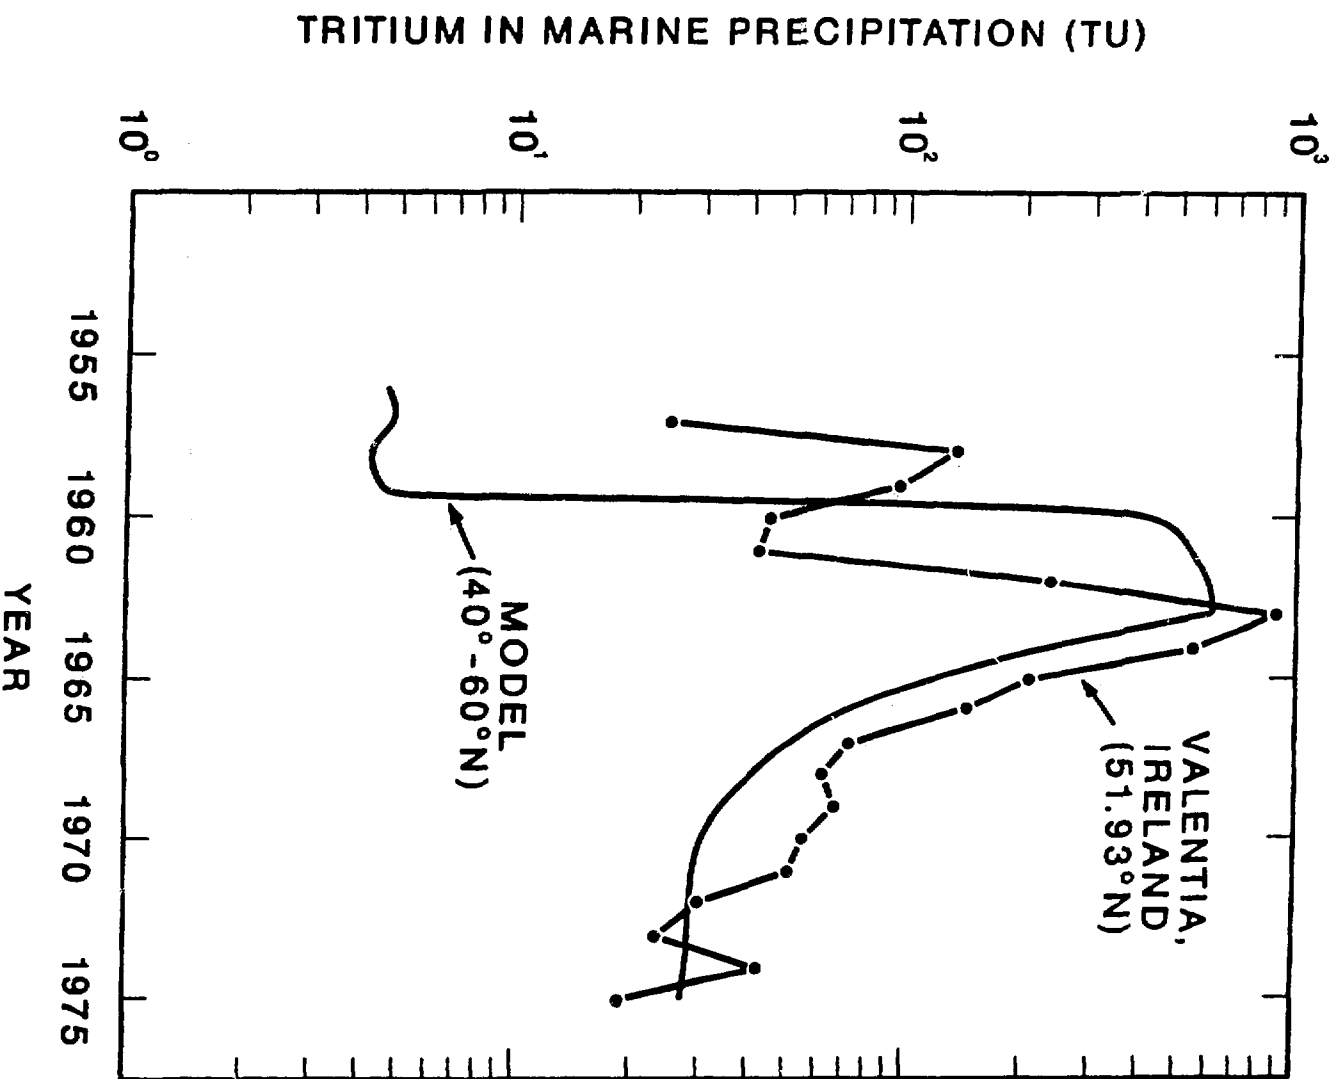 TRITIUM IN MARINE PRECIPITATION (TU)
10⁰
10¹
10²
10³
1955
1960
1965
1970
1975
YEAR
MODEL
(40°-60°N)
VALENTIA,
IRELAND
(51.93°N)